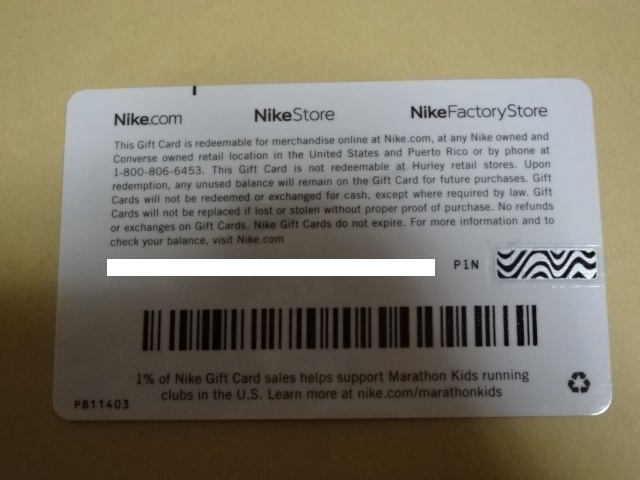 Nike.com NikeStore NikeFactoryStore
This Gift Card is redeemable for merchandise online at Nike.com, at any Nike owned and
Converse owned retail location in the United States and Puerto Rico or by phone at
1-800-806-6453. This Gift Card is not redeemable at Hurley retail stores. Upon
redemption, any unused balance will remain on the Gift Card for future purchases. Gift
Cards will not be redeemed or exchanged for cash, except where required by law. Gift
Cards will not be replaced if lost or stolen without proper proof of purchase. No refunds
or exchanges on Gift Cards. Nike Gift Cards do not expire. For more information and to
check your balance, visit Nike.com
PIN
1% of Nike Gift Card sales helps support Marathon Kids running
clubs in the U.S. Learn more at nike.com/marathonkids
P811403